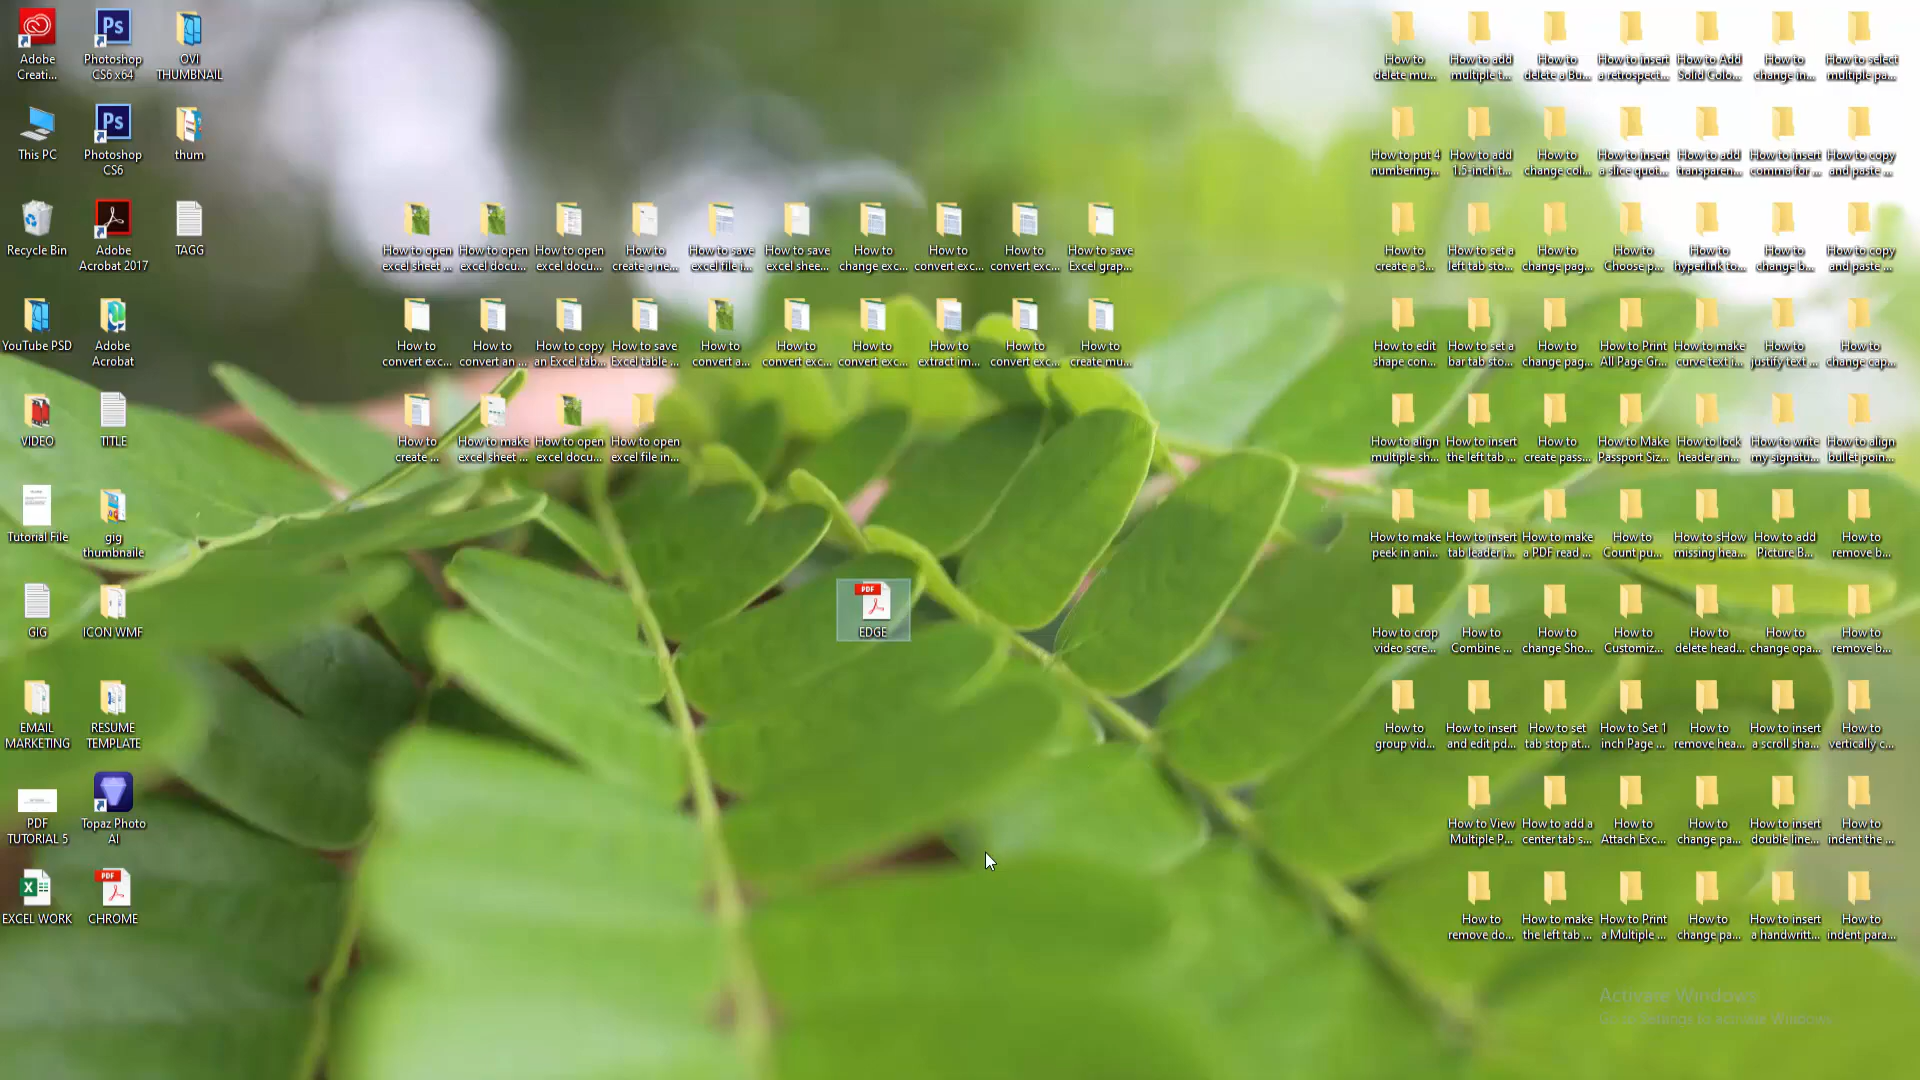 Adobe
Creati...
Photoshop
CS6 x64
OVI
THUMBNAIL
This PC
Photoshop
CS6
thum
Recycle Bin
Adobe
Acrobat 2017
TAGG
YouTube PSD
Adobe
Acrobat
VIDEO
TITLE
Tutorial File
gig
thumbnaile
GIG
ICON WMF
EMAIL
MARKETING
RESUME
TEMPLATE
PDF
TUTORIAL 5
Topaz Photo
AI
EXCEL WORK
PDF
CHROME
How to open
excel sheet ...
How to open
excel docu...
How to open
excel docu...
How to
create a ne...
How to save
excel file i...
How to save
excel shee...
How to
change exc...
How to
convert exc...
How to
convert exc...
How to save
Excel grap...
How to
convert exc...
How to
convert an ...
How to copy
an Excel tab...
How to save
Excel table ...
How to
convert a...
How to
convert exc...
How to
convert exc...
How to
extract im...
How to
convert exc...
How to
create mu...
How to
create ...
How to make
excel sheet ...
How to open
excel docu...
How to open
excel file in...
PDF
EDGE
How to
delete mu...
How to add
multiple t...
How to
delete a Bu...
How to insert
a retrospect...
How to Add
Solid Colo...
How to
change in...
How to select
multiple pa...
How to put 4
numbering...
How to add
1.5-inch t...
How to
change col...
How to insert
a slice quot...
How to add
transparen...
How to insert
comma for ...
How to copy
and paste ...
How to
create a 3...
How to set a
left tab sto...
How to
change pag...
How to
Choose p...
How to
hyperlink to...
How to
change b...
How to copy
and paste ...
How to edit
shape con...
How to set a
bar tab sto...
How to
change pag...
How to Print
All Page Gr...
How to make
curve text i...
How to
justify text ...
How to
change cap...
How to align
multiple sh...
How to insert
the left tab ...
How to
create pass...
How to Make
Passport Siz...
How to lock
header an...
How to write
my signatu...
How to align
bullet poin...
How to make
peek in ani...
How to insert
tab leader i...
How to make
a PDF read ...
How to
Count pu...
How to sHow
missing hea...
How to add
Picture B...
How to
remove b...
How to crop
video scre...
How to
Combine ...
How to
change Sho...
How to
Customiz...
How to
delete head...
How to
change opa...
How to
remove b...
How to
group vid...
How to insert
and edit pd...
How to set
tab stop at...
How to Set 1
inch Page ...
How to
remove hea...
How to insert
a scroll sha...
How to
vertically c...
How to View
Multiple P...
How to add a
center tab s...
How to
Attach Exc...
How to
change pa...
How to insert
double line...
How to
indent the ...
How to
remove do...
How to make
the left tab ...
How to Print
a Multiple ...
How to
change pa...
How to insert
a handwritt...
How to
indent para...
Activate Windows
Go to Settings to activate Windows.